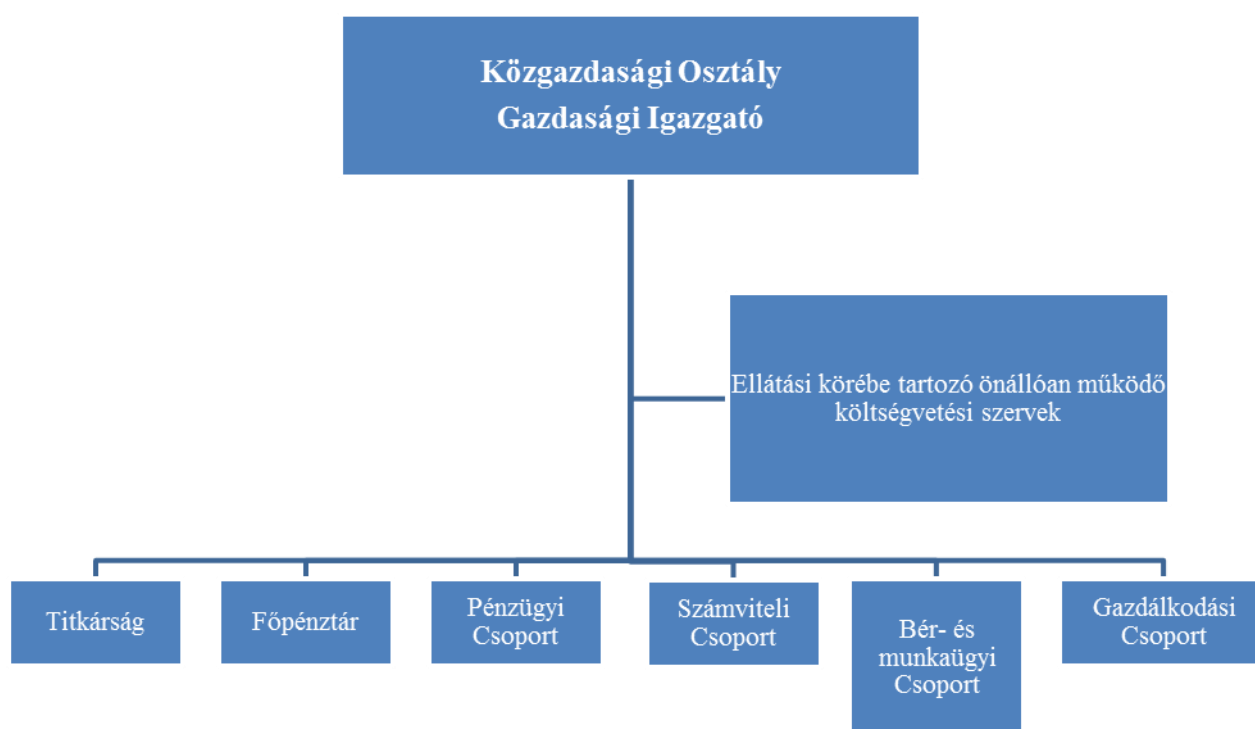 Közgazdasági Osztály
Gazdasági Igazgató
Ellátási körébe tartozó önállóan működő
költségvetési szervek
Titkárság
Főpénztár
Pénzügyi
Csoport
Számviteli
Csoport
Bér- és
munkaügyi
Csoport
Gazdálkodási
Csoport